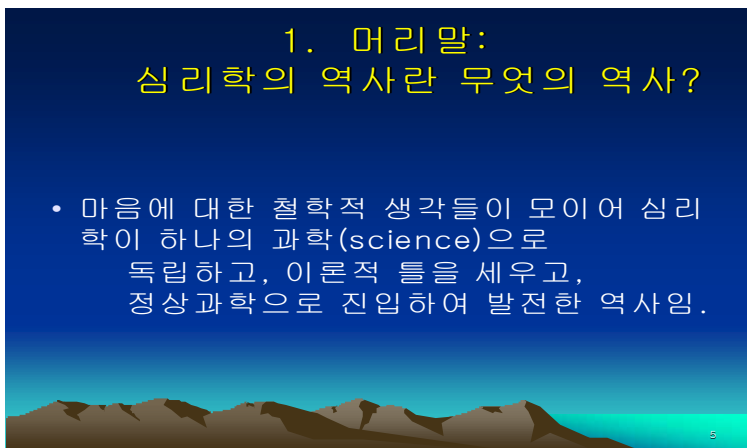 1. 머리말:
심리학의 역사란 무엇의 역사?
• 마음에 대한 철학적 생각들이 모이어 심리
학이 하나의 과학(science)으로
독립하고, 이론적 틀을 세우고,
정상과학으로 진입하여 발전한 역사임.
5